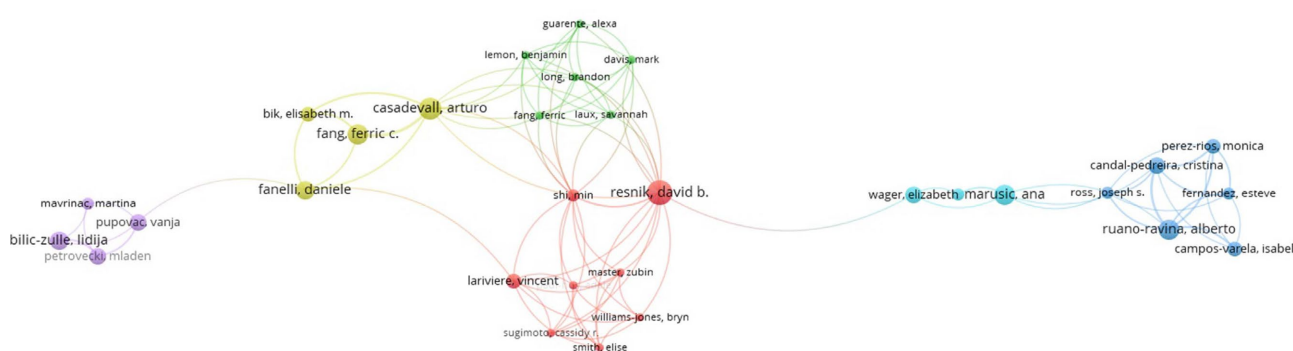 guarente, alexa
lemon, benjamin
davis, mark
long, brandon
casadevall, arturo
bik, elisabeth m.
fang, ferric
laux, savannah
fang, ferric c.
perez-rios, monica
candal-pedreira, cristina
fanelli, daniele
shi, min
resnik, david b.
wager, elizabeth
marusic, ana
ross, joseph s.
fernandez, esteve
mavrinac, martina
pupovac, vanja
ruano-ravina, alberto
bilic-zulle, lidija
campos-varela, isabel
petrovecki, mladen
master, zubin
lariviere, vincent
williams-jones, bryn
sugimoto, cassidy r.
smith, elise